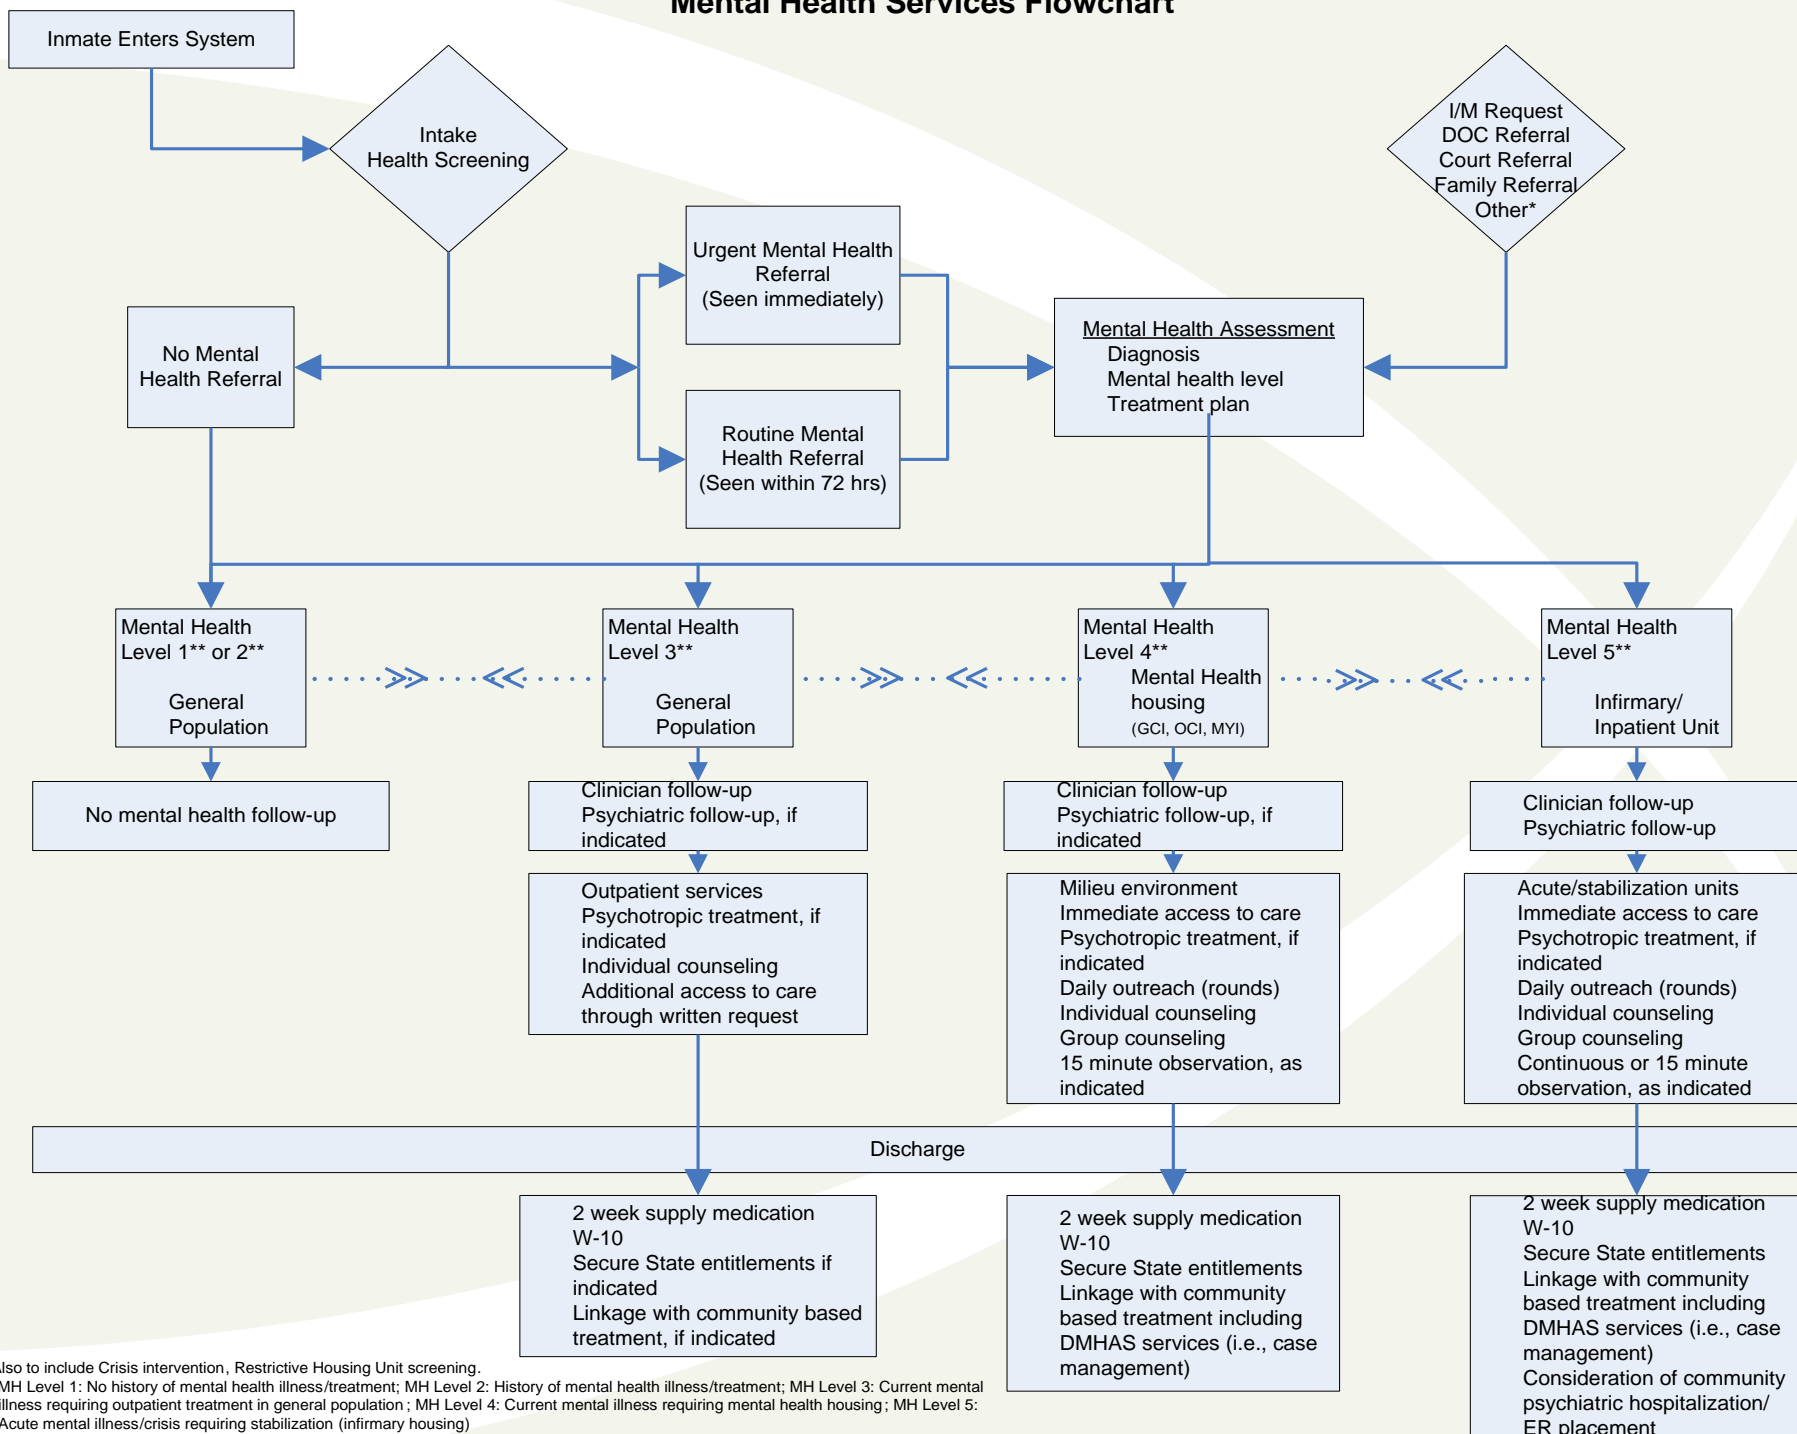 Mental Health Services Flowchart
Inmate Enters System
Intake
Health Screening
I/M Request
DOC Referral
Court Referral
Family Referral
Other*
Urgent Mental Health
Referral
(Seen immediately)
No Mental
Health Referral
Routine Mental
Health Referral
(Seen within 72 hrs)
Mental Health Assessment
Diagnosis
Mental health level
Treatment plan
Mental Health
Level 1** or 2**
General
Population
Mental Health
Level 3**
General
Population
Mental Health
Level 4**
Mental Health
housing
(GCI, OCI, MYI)
Mental Health
Level 5**
Infirmary/
Inpatient Unit
No mental health follow-up
Clinician follow-up
Psychiatric follow-up, if
indicated
Clinician follow-up
Psychiatric follow-up, if
indicated
Clinician follow-up
Psychiatric follow-up
Outpatient services
Psychotropic treatment, if
indicated
Individual counseling
Additional access to care
through written request
Milieu environment
Immediate access to care
Psychotropic treatment, if
indicated
Daily outreach (rounds)
Individual counseling
Group counseling
15 minute observation, as
indicated
Acute/stabilization units
Immediate access to care
Psychotropic treatment, if
indicated
Daily outreach (rounds)
Individual counseling
Group counseling
Continuous or 15 minute
observation, as indicated
Discharge
2 week supply medication
W-10
Secure State entitlements if
indicated
Linkage with community based
treatment, if indicated
2 week supply medication
W-10
Secure State entitlements
Linkage with community
based treatment including
DMHAS services (i.e., case
management)
2 week supply medication
W-10
Secure State entitlements
Linkage with community
based treatment including
DMHAS services (i.e., case
management)
Consideration of community
psychiatric hospitalization/
ER placement
Also to include Crisis intervention, Restrictive Housing Unit screening.
MH Level 1: No history of mental health illness/treatment; MH Level 2: History of mental health illness/treatment; MH Level 3: Current mental
illness requiring outpatient treatment in general population; MH Level 4: Current mental illness requiring mental health housing; MH Level 5:
Acute mental illness/crisis requiring stabilization (infirmary housing)